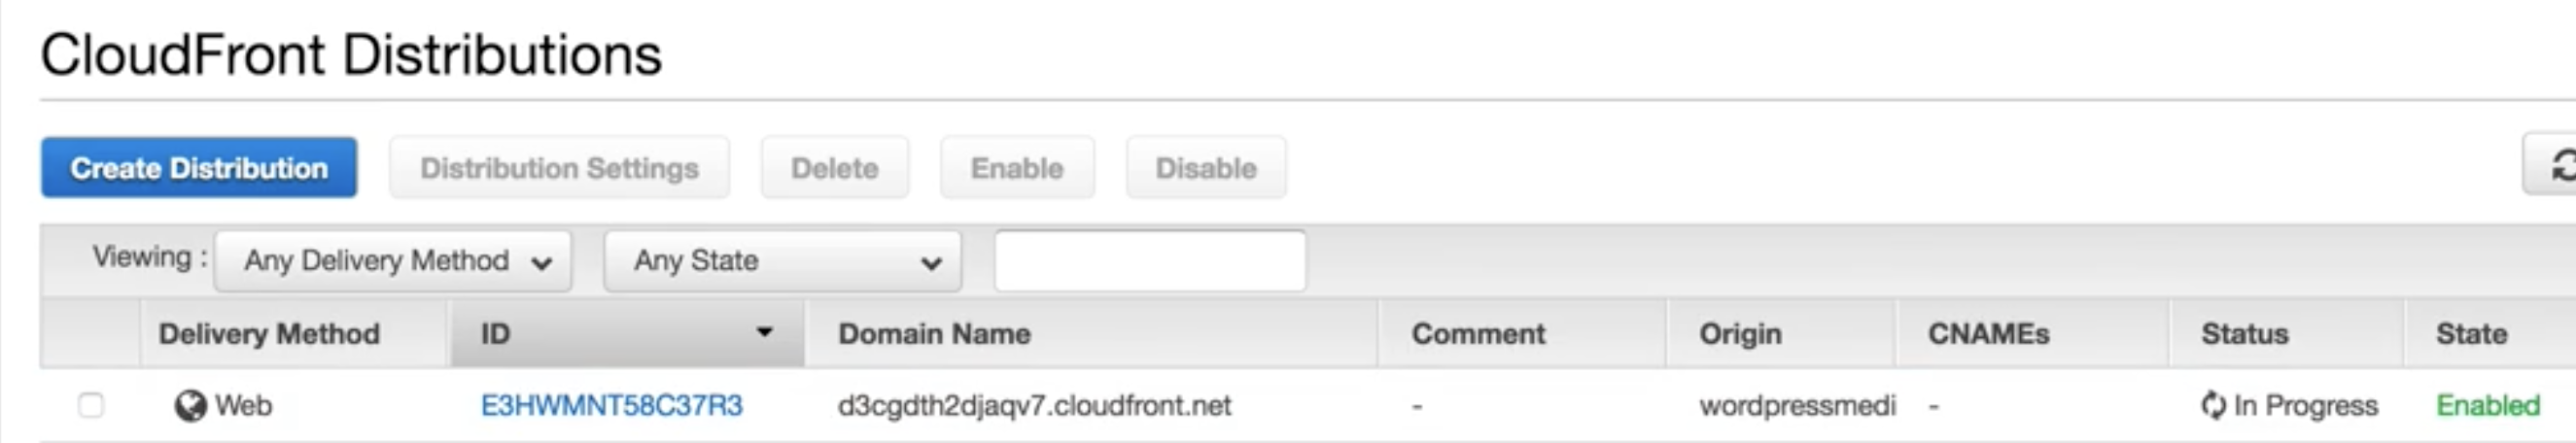 CloudFront Distributions
Create Distribution Distribution Settings Delete Enable Disable
Viewing : Any Delivery Method Any State
Delivery Method ID Domain Name Comment Origin CNAMEs Status State
Web E3HWMNT58C37R3 d3cgdth2djaqv7.cloudfront.net - wordpressmedi - In Progress Enabled